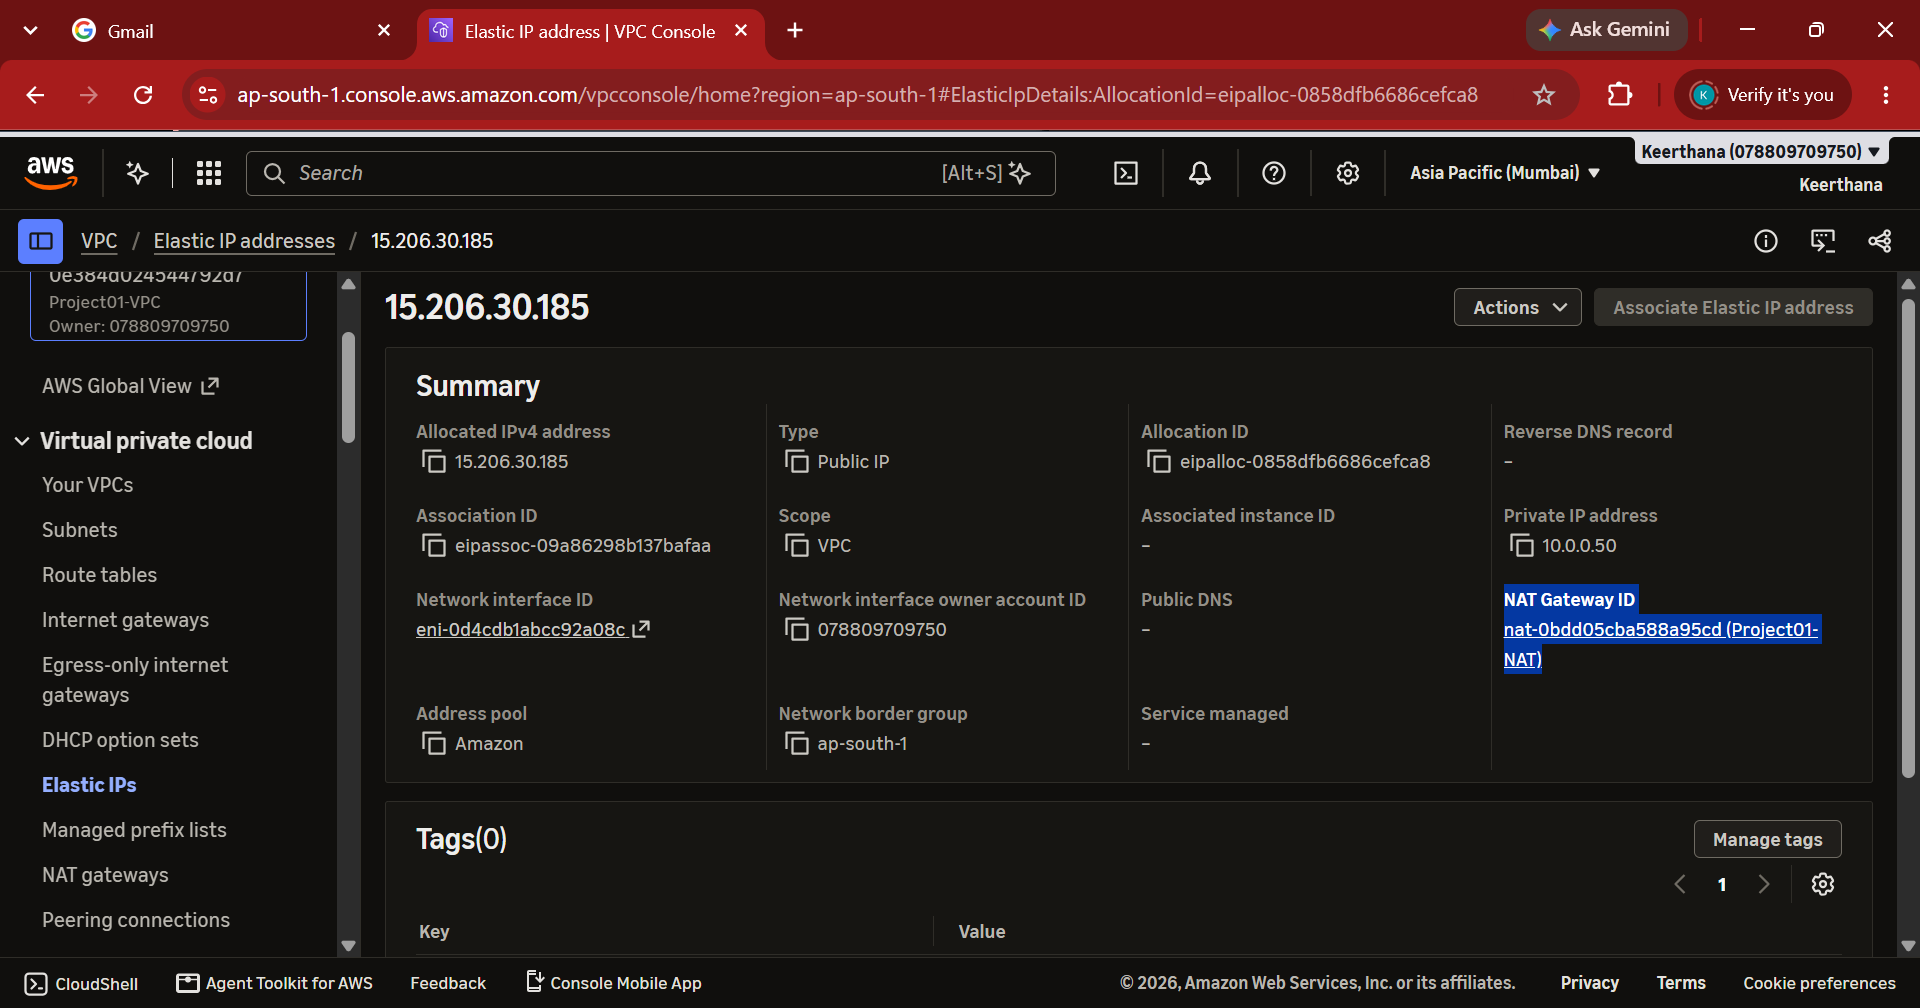 Gmail
Elastic IP address | VPC Console
Ask Gemini
ap-south-1.console.aws.amazon.com/vpcconsole/home?region=ap-south-1#ElasticIpDetails:AllocationId=eipalloc-0858dfb6686cefca8
K
Verify it's you
aws
Search
[Alt+S]
Asia Pacific (Mumbai)
Keerthana (078809709750)
Keerthana
VPC / Elastic IP addresses / 15.206.30.185
0e384d024544792d7
Project01-VPC
Owner: 078809709750
AWS Global View
Virtual private cloud
Your VPCs
Subnets
Route tables
Internet gateways
Egress-only internet
gateways
DHCP option sets
Elastic IPs
Managed prefix lists
NAT gateways
Peering connections
15.206.30.185
Actions
Associate Elastic IP address
Summary
Allocated IPv4 address
15.206.30.185
Type
Public IP
Allocation ID
eipalloc-0858dfb6686cefca8
Reverse DNS record
–
Association ID
eipassoc-09a86298b137bafaa
Scope
VPC
Associated instance ID
–
Private IP address
10.0.0.50
Network interface ID
eni-0d4cdb1abcc92a08c
Network interface owner account ID
078809709750
Public DNS
–
NAT Gateway ID
nat-0bdd05cba588a95cd (Project01-
NAT)
Address pool
Amazon
Network border group
ap-south-1
Service managed
–
Tags(0)
Manage tags
1
Key
Value
CloudShell
Agent Toolkit for AWS
Feedback
Console Mobile App
© 2026, Amazon Web Services, Inc. or its affiliates.
Privacy
Terms
Cookie preferences